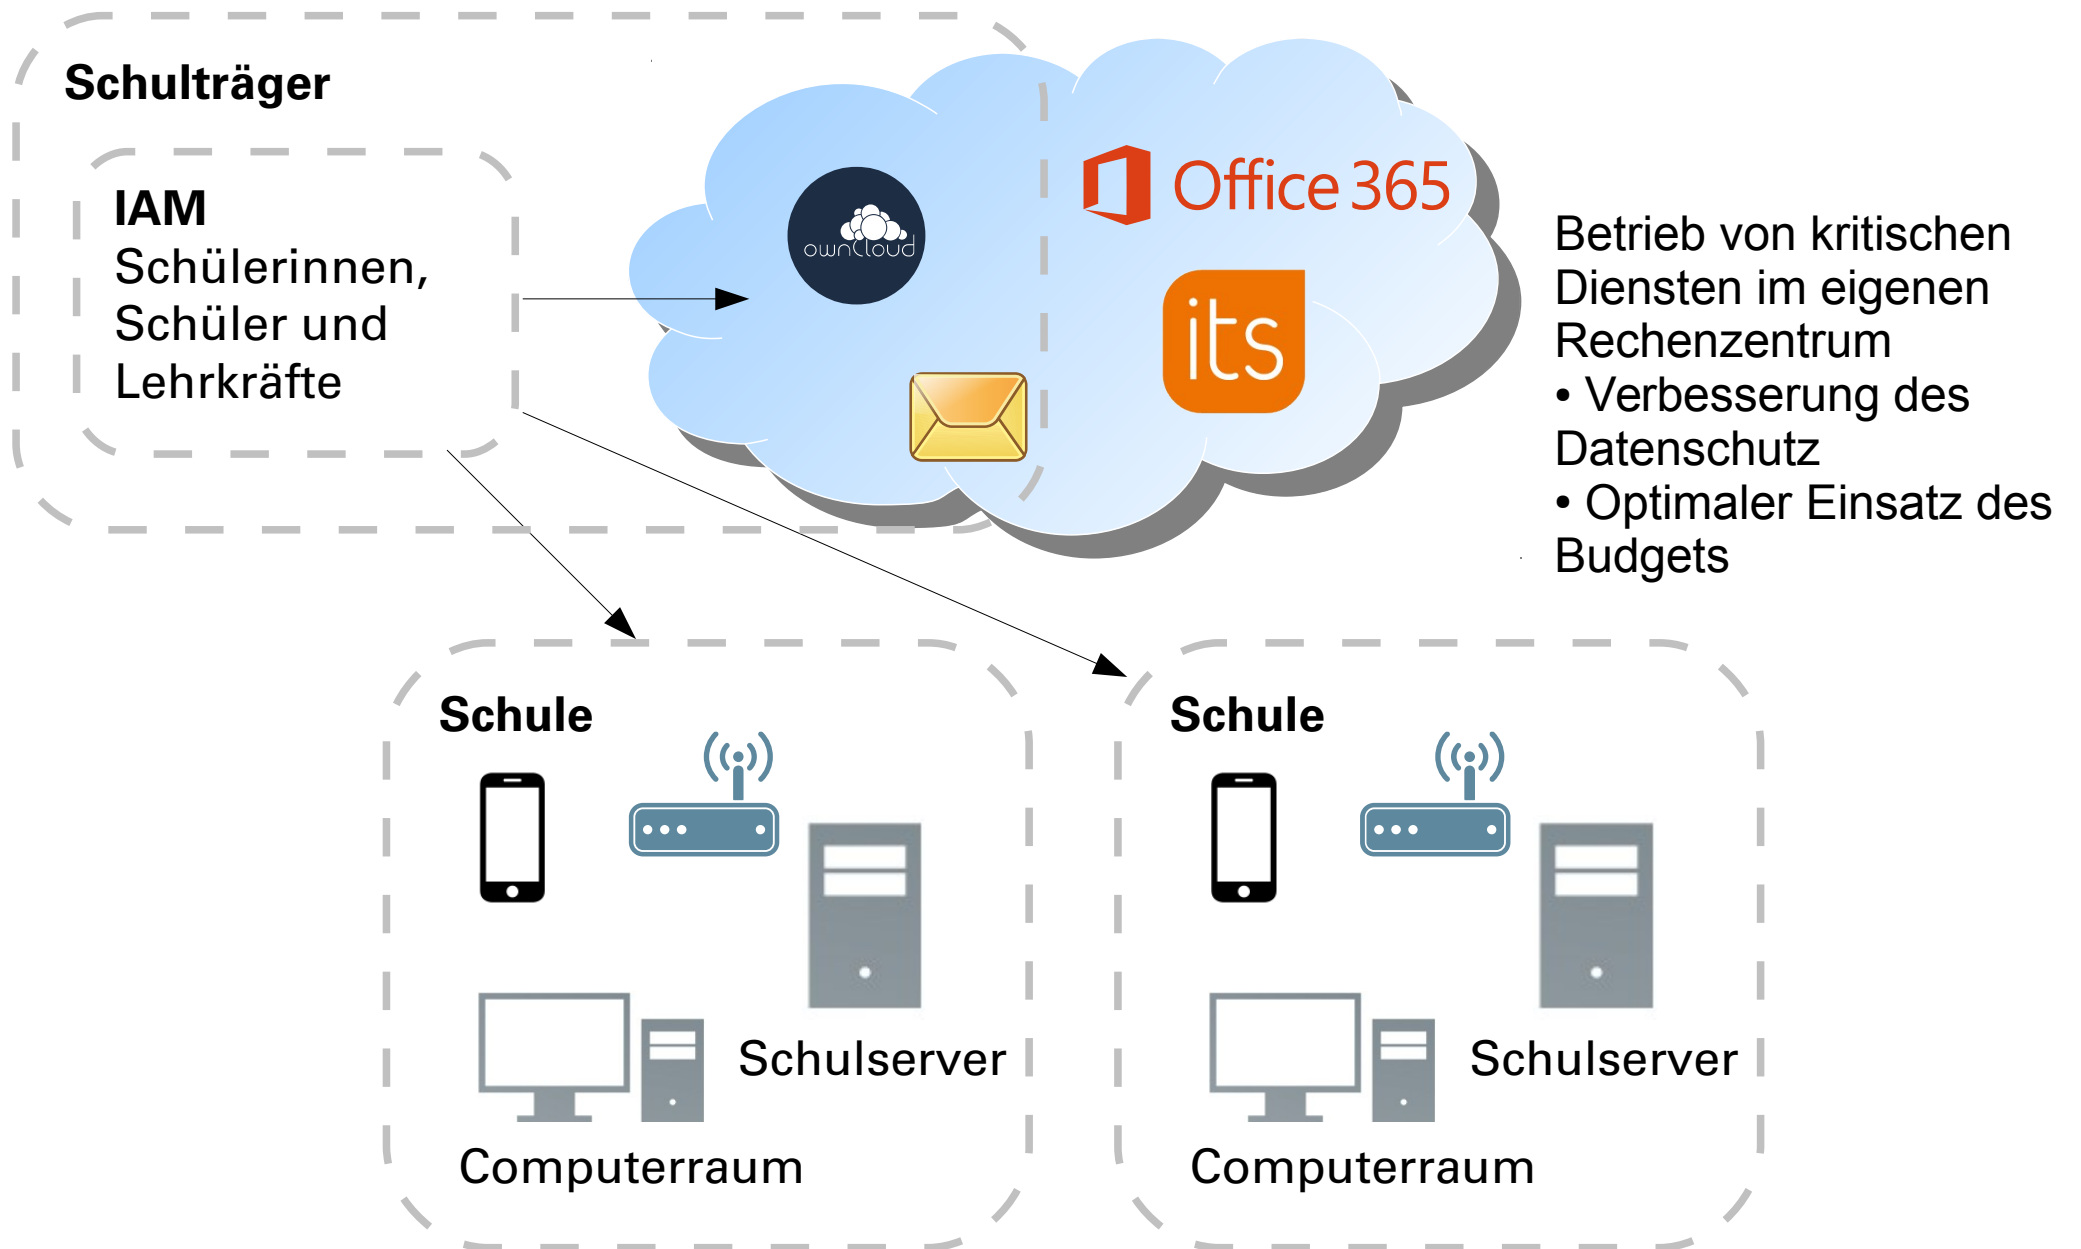 Schulträger
IAM
Schülerinnen,
Schüler und
Lehrkräfte
ownCloud
Office 365
its
Betrieb von kritischen
Diensten im eigenen
Rechenzentrum
• Verbesserung des
Datenschutz
• Optimaler Einsatz des
Budgets
Schule
Schulserver
Computerraum
Schule
Schulserver
Computerraum